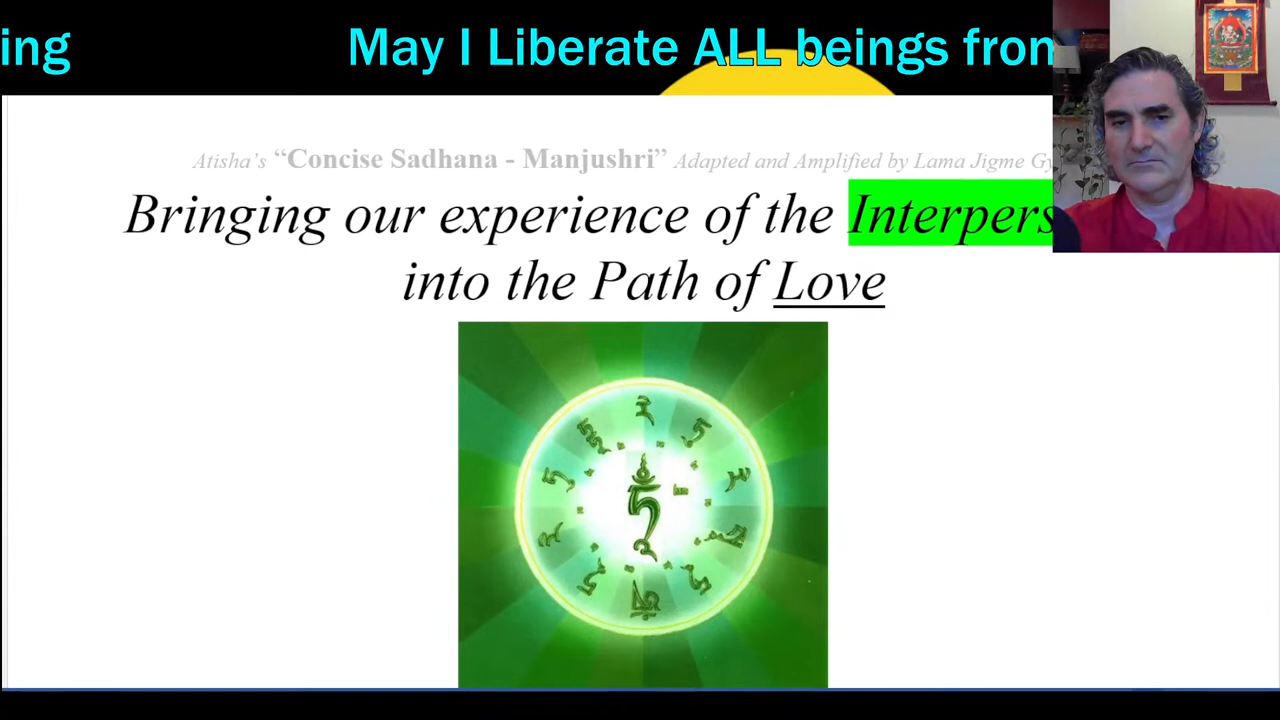 ing May I Liberate ALL beings from
Atisha's “Concise Sadhana - Manjushri” Adapted and Amplified by Lama Jigme Gy
Bringing our experience of the Interpers
into the Path of Love